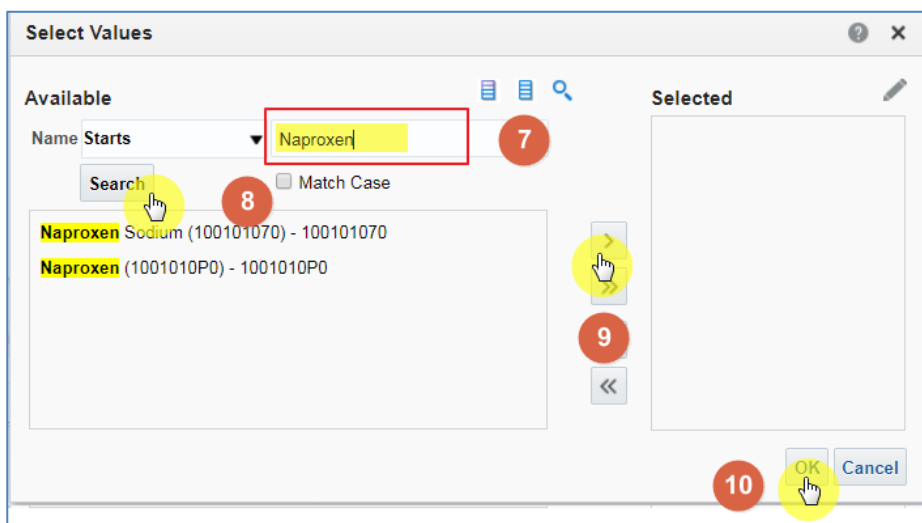 Select Values
Available
Selected
Name Starts Naproxen 7
Search 8 Match Case
Naproxen Sodium (100101070) - 100101070
Naproxen (1001010P0) - 1001010P0
>
»
9
«
OK Cancel
10